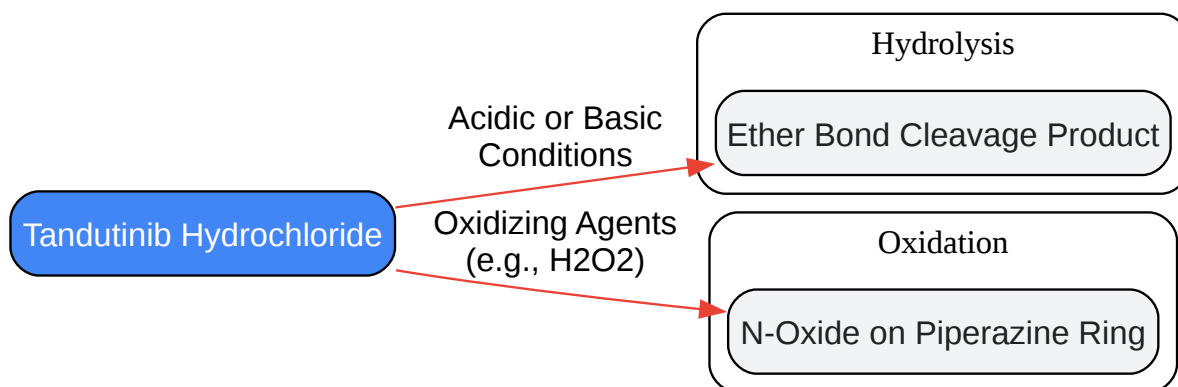 Hydrolysis
Acidic or Basic
Conditions
Ether Bond Cleavage Product
Tandutinib Hydrochloride
Oxidizing Agents
(e.g., H2O2)
Oxidation
N-Oxide on Piperazine Ring